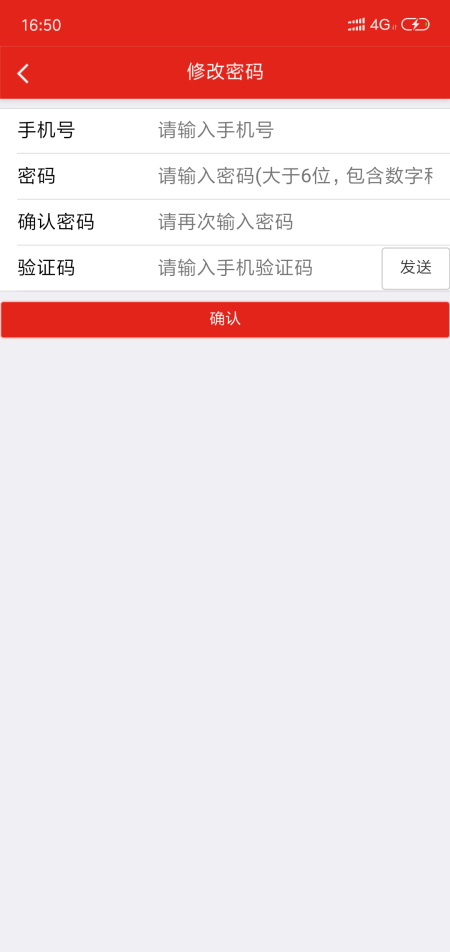 16:50
4G
修改密码
手机号 请输入手机号
密码 请输入密码(大于6位, 包含数字
确认密码 请再次输入密码
验证码 请输入手机验证码 发送
确认